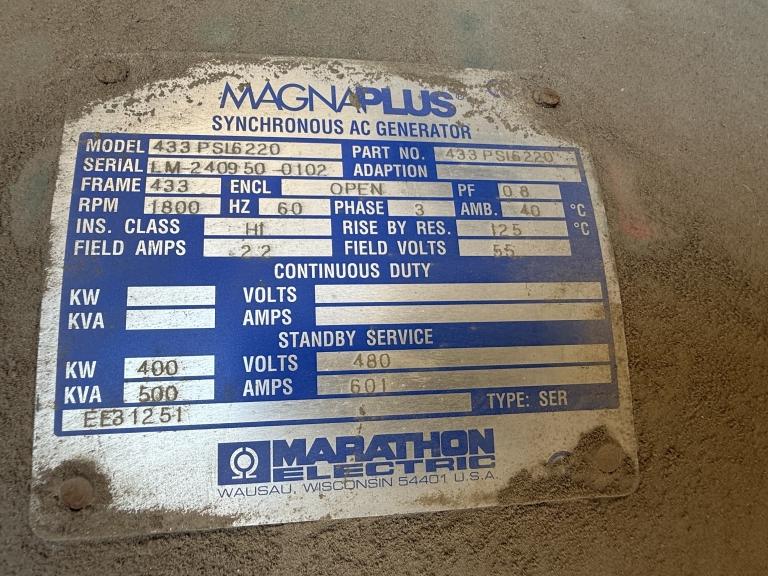 MAGNAPLUS®
SYNCHRONOUS AC GENERATOR
MODEL 433PSL6220 PART NO. 433PSL6220
SERIAL LM-240950-0102 ADAPTION
FRAME 433 ENCL OPEN PF 0.8
RPM 1800 HZ 60 PHASE 3 AMB. 40 °C
INS. CLASS H RISE BY RES. 125 °C
FIELD AMPS 2.2 FIELD VOLTS 55
CONTINUOUS DUTY
KW VOLTS
KVA AMPS
STANDBY SERVICE
KW 400 VOLTS 480
KVA 500 AMPS 601
EE31251 TYPE: SER
MARATHON
ELECTRIC
WAUSAU, WISCONSIN 54401 U.S.A.